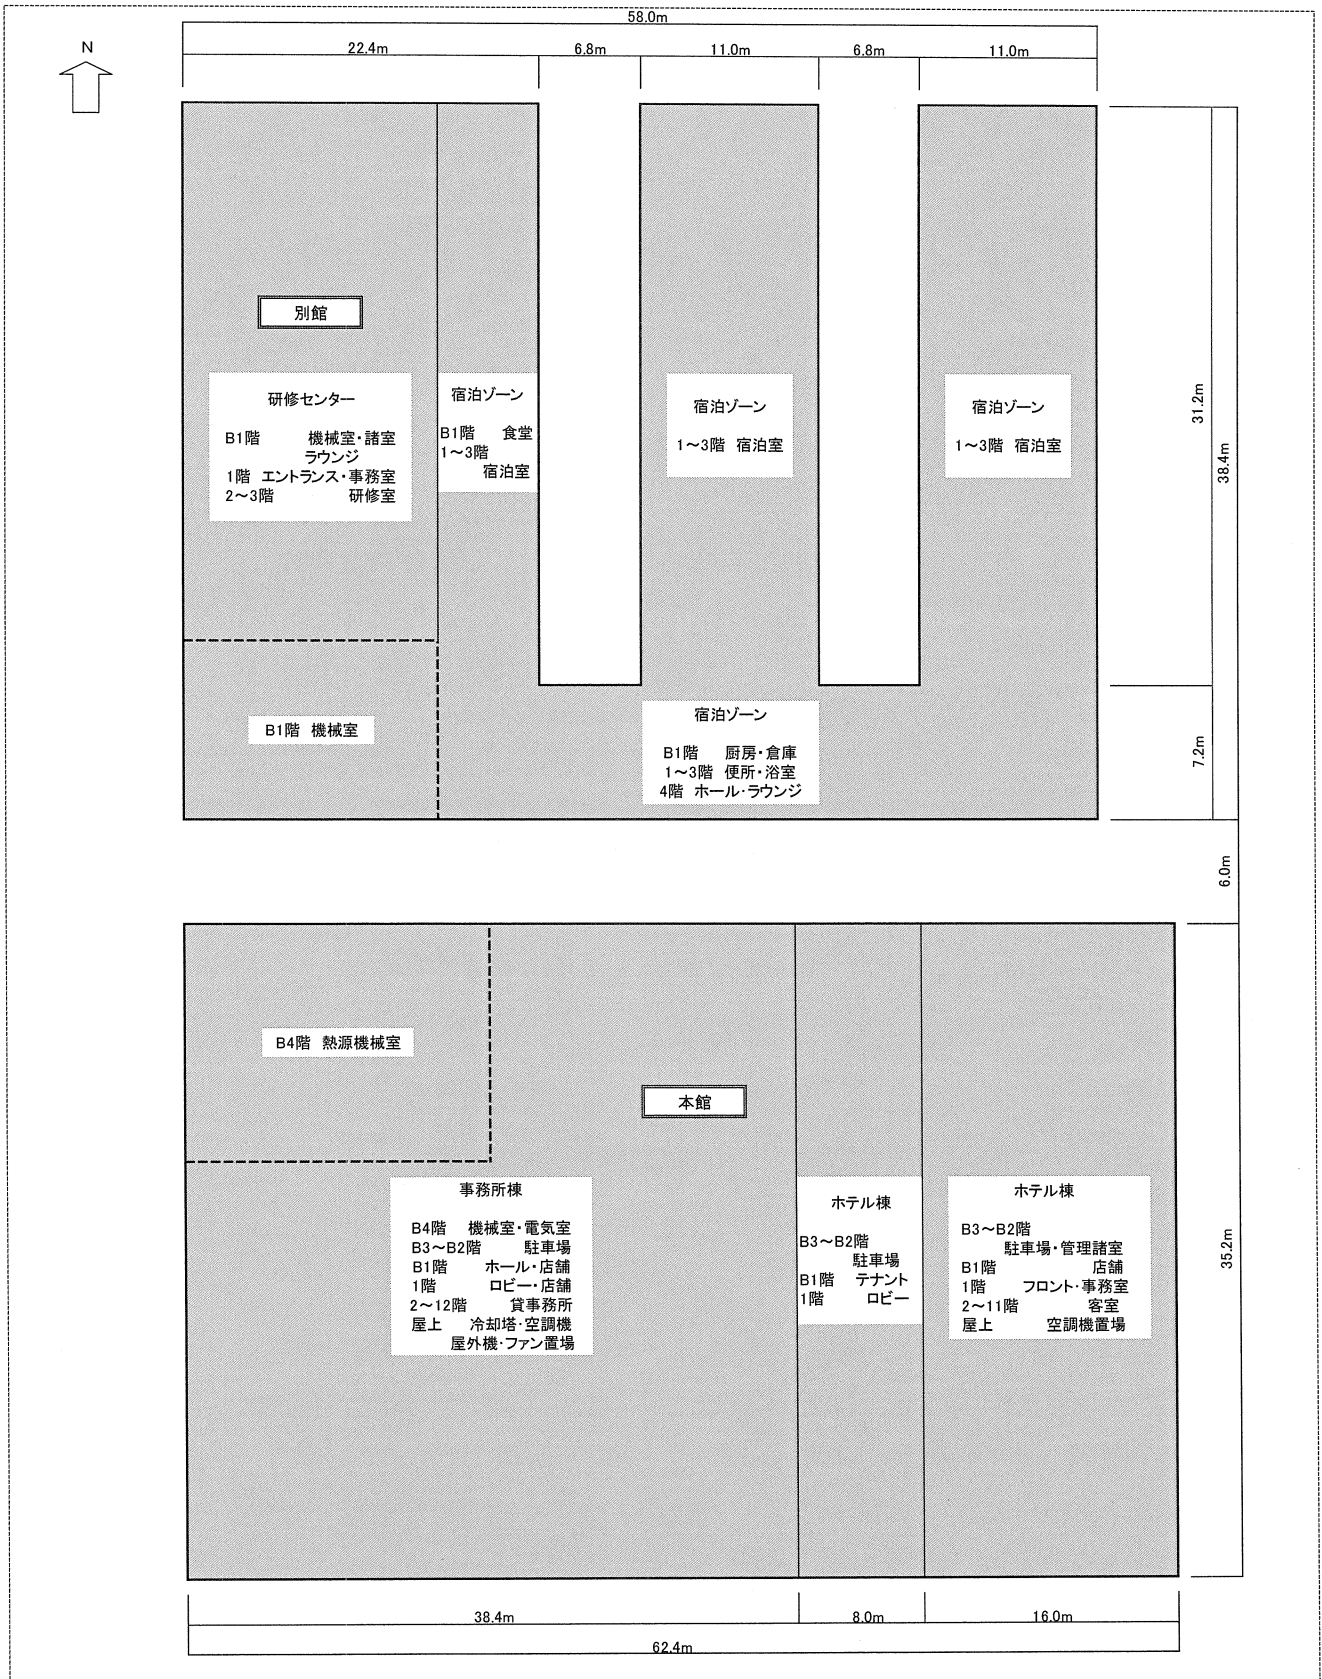 58.0m
N
22.4m 6.8m 11.0m 6.8m 11.0m
別館
研修センター
B1階 機械室・諸室
ラウンジ
1階 エントランス・事務室
2～3階 研修室
宿泊ゾーン
B1階 食堂
1～3階
宿泊室
宿泊ゾーン
1～3階 宿泊室
宿泊ゾーン
1～3階 宿泊室
31.2m
38.4m
B1階 機械室
宿泊ゾーン
B1階 厨房・倉庫
1～3階 便所・浴室
4階 ホール・ラウンジ
7.2m
6.0m
B4階 熱源機械室
本館
事務所棟
B4階 機械室・電気室
B3～B2階 駐車場
B1階 ホール・店舗
1階 ロビー・店舗
2～12階 貸事務所
屋上 冷却塔・空調機
屋外機・ファン置場
ホテル棟
B3～B2階
駐車場
B1階 テナント
1階 ロビー
ホテル棟
B3～B2階
駐車場・管理諸室
B1階 店舗
1階 フロント・事務室
2～11階 客室
屋上 空調機置場
35.2m
38.4m 8.0m 16.0m
62.4m